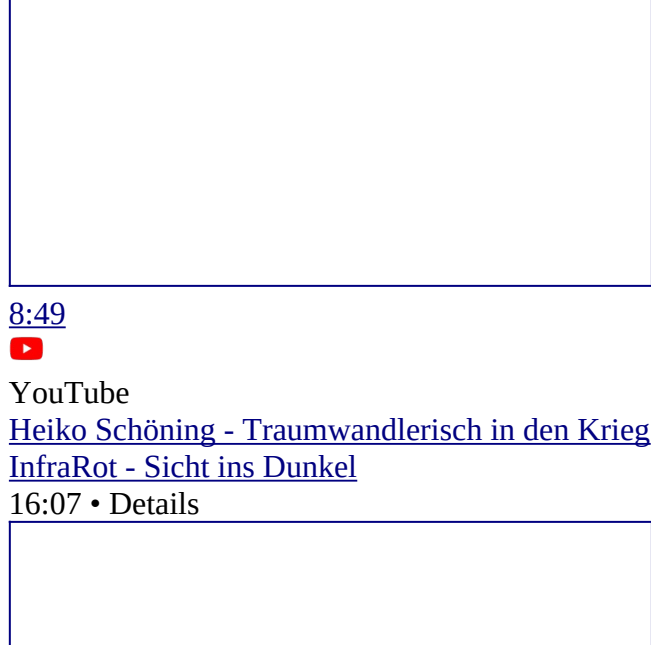 8:49
YouTube
Heiko Schöning - Traumwandlerisch in den Krieg
InfraRot - Sicht ins Dunkel
16:07 • Details